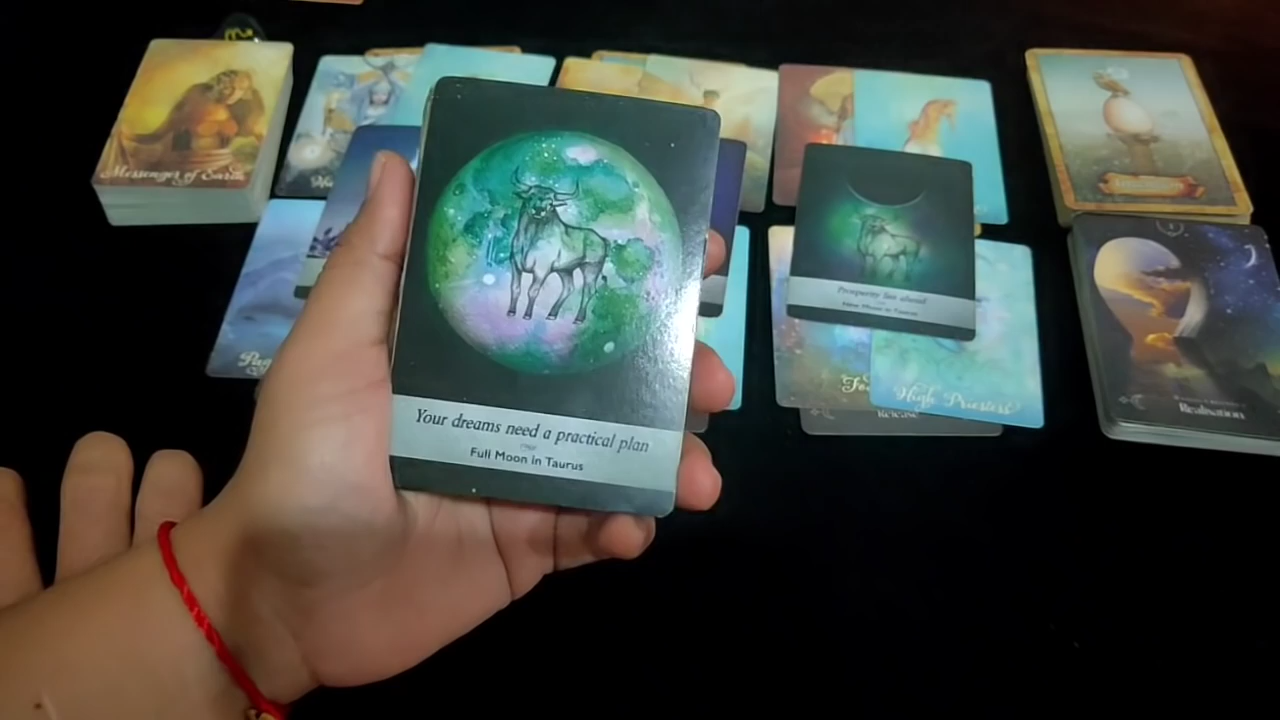 Messenger of Earth
Your dreams need a practical plan
Full Moon in Taurus
Prosperity lies ahead
New Moon in Taurus
High Priestess
Release
Realisation